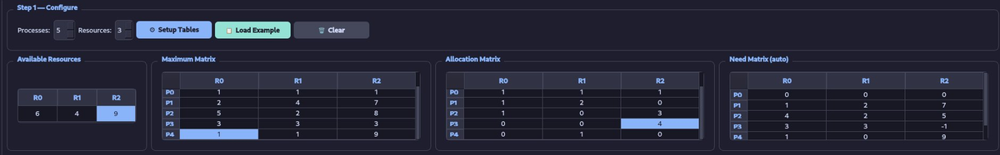 Step 1 — Configure
Processes: 5 Resources: 3 ⚙ Setup Tables 📋 Load Example 🗑 Clear
Available Resources
R0 R1 R2
6 4 9
Maximum Matrix
R0 R1 R2
P0 1 1 1
P1 2 4 7
P2 5 2 8
P3 3 3 3
P4 1 1 9
Allocation Matrix
R0 R1 R2
P0 1 1 1
P1 1 2 0
P2 1 0 3
P3 0 0 4
P4 0 1 0
Need Matrix (auto)
R0 R1 R2
P0 0 0 0
P1 1 2 7
P2 4 2 5
P3 3 3 -1
P4 1 0 9